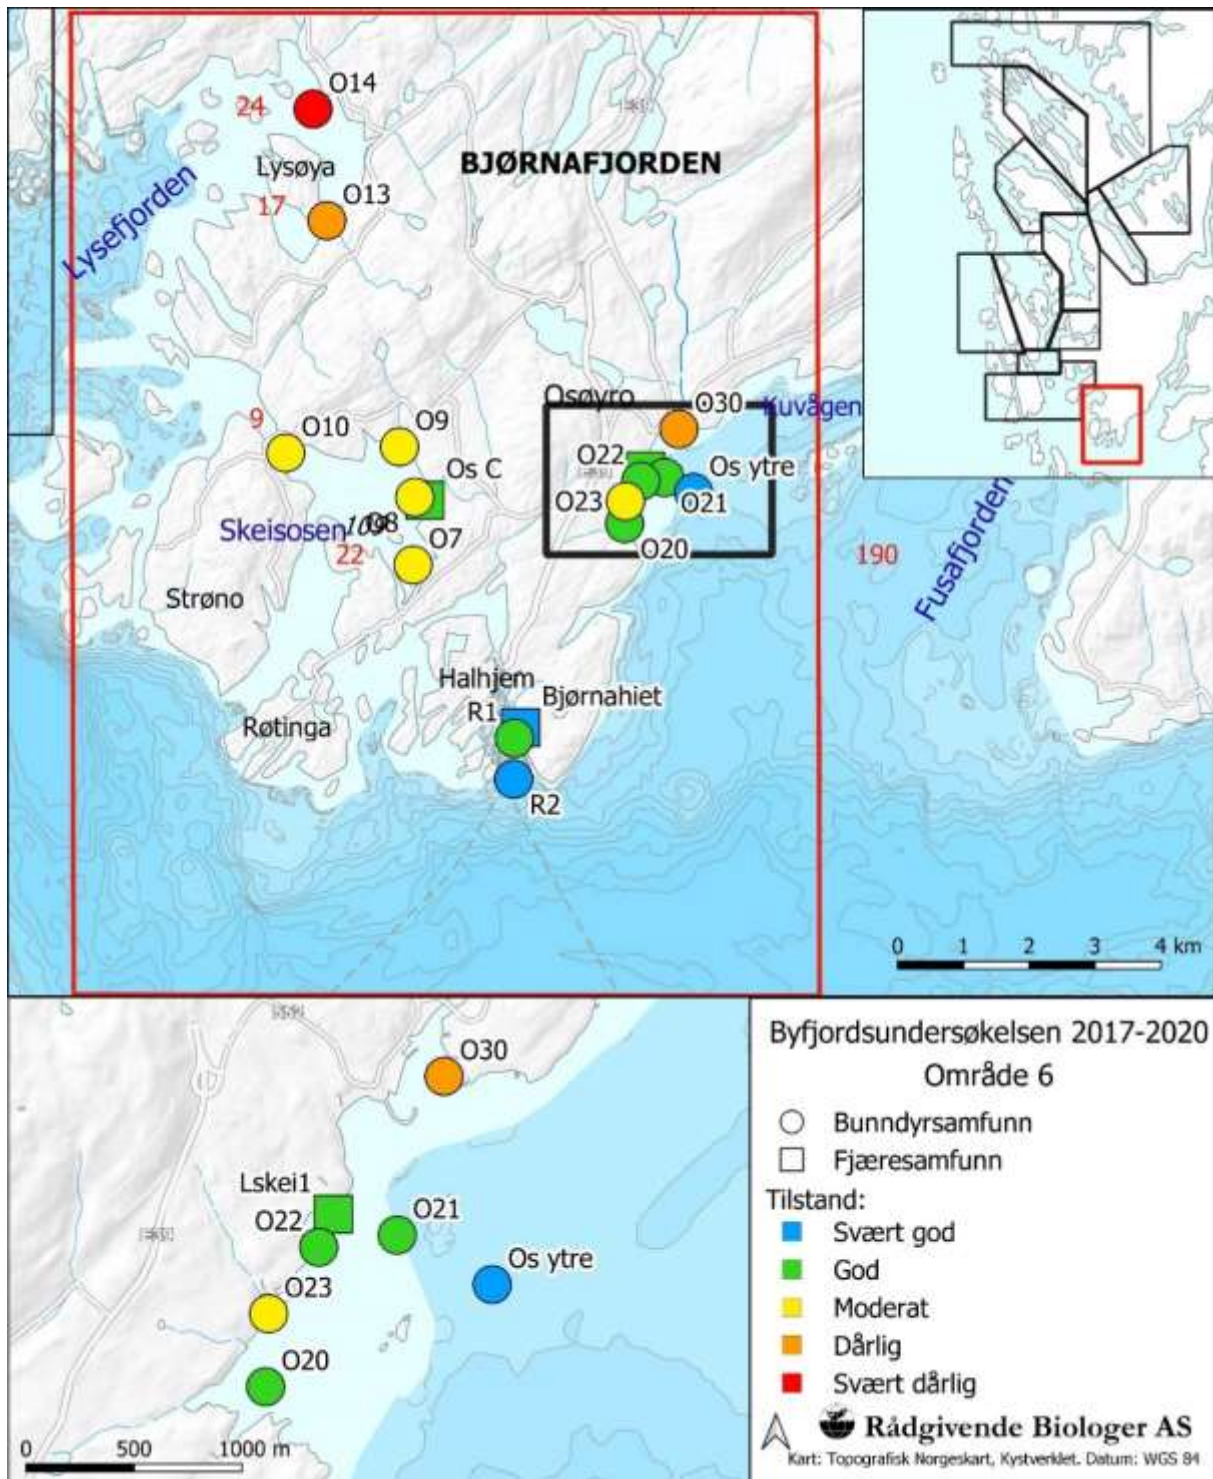 O14
24
Lysøya
BJØRNAFJORDEN
17
O13
Lysefjorden
Osøyro
O30
Kuvågen
9
O10
O9
O22
Os ytre
Os C
O23
O21
Skeisosen
109
O8
O7
22
O20
190
Fusafjorden
Strøno
Halhjem
Bjørnahiet
R1
Røtinga
R2
0 1 2 3 4 km
O30
Lskei1
O22
O21
Os ytre
O23
O20
0 500 1000 m
Byfjordsundersøkelsen 2017-2020
Område 6
Bunndyrsamfunn
Fjæresamfunn
Tilstand:
Svært god
God
Moderat
Dårlig
Svært dårlig
Rådgivende Biologer AS
Kart: Topografisk Norgeskart, Kystverklet. Datum: WGS 84